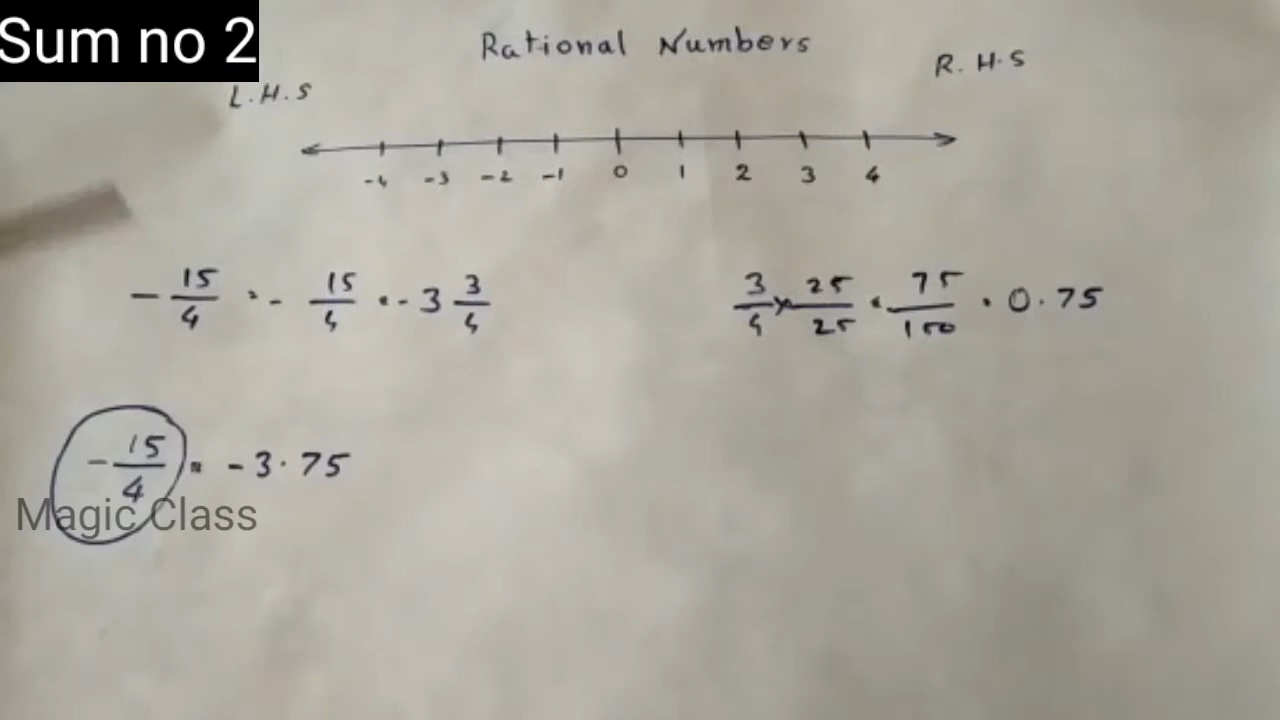 Sum no 2
Rational Numbers
L.H.S
R.H.S
-4 -3 -2 -1 0 1 2 3 4
- 15/4 = - 15/4 = - 3 3/4
3/4 x 25/25 = 75/100 = 0.75
- 15/4 = - 3.75
Magic Class